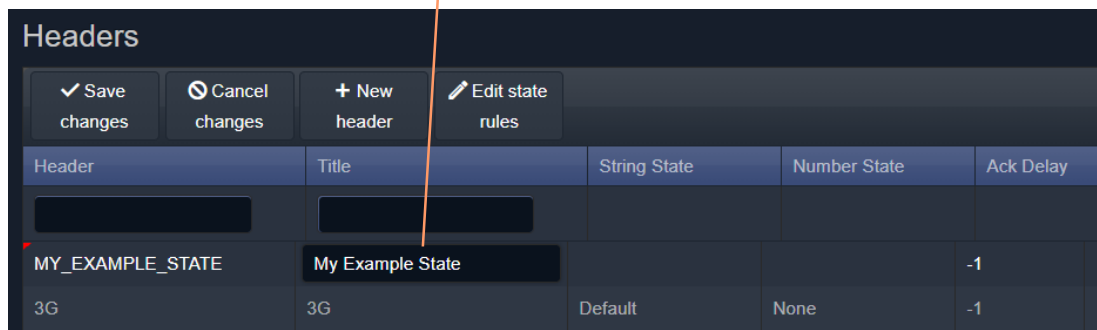 Headers
Save changes
Cancel changes
New header
Edit state rules
Header Title String State Number State Ack Delay
MY_EXAMPLE_STATE My Example State -1
3G 3G Default None -1